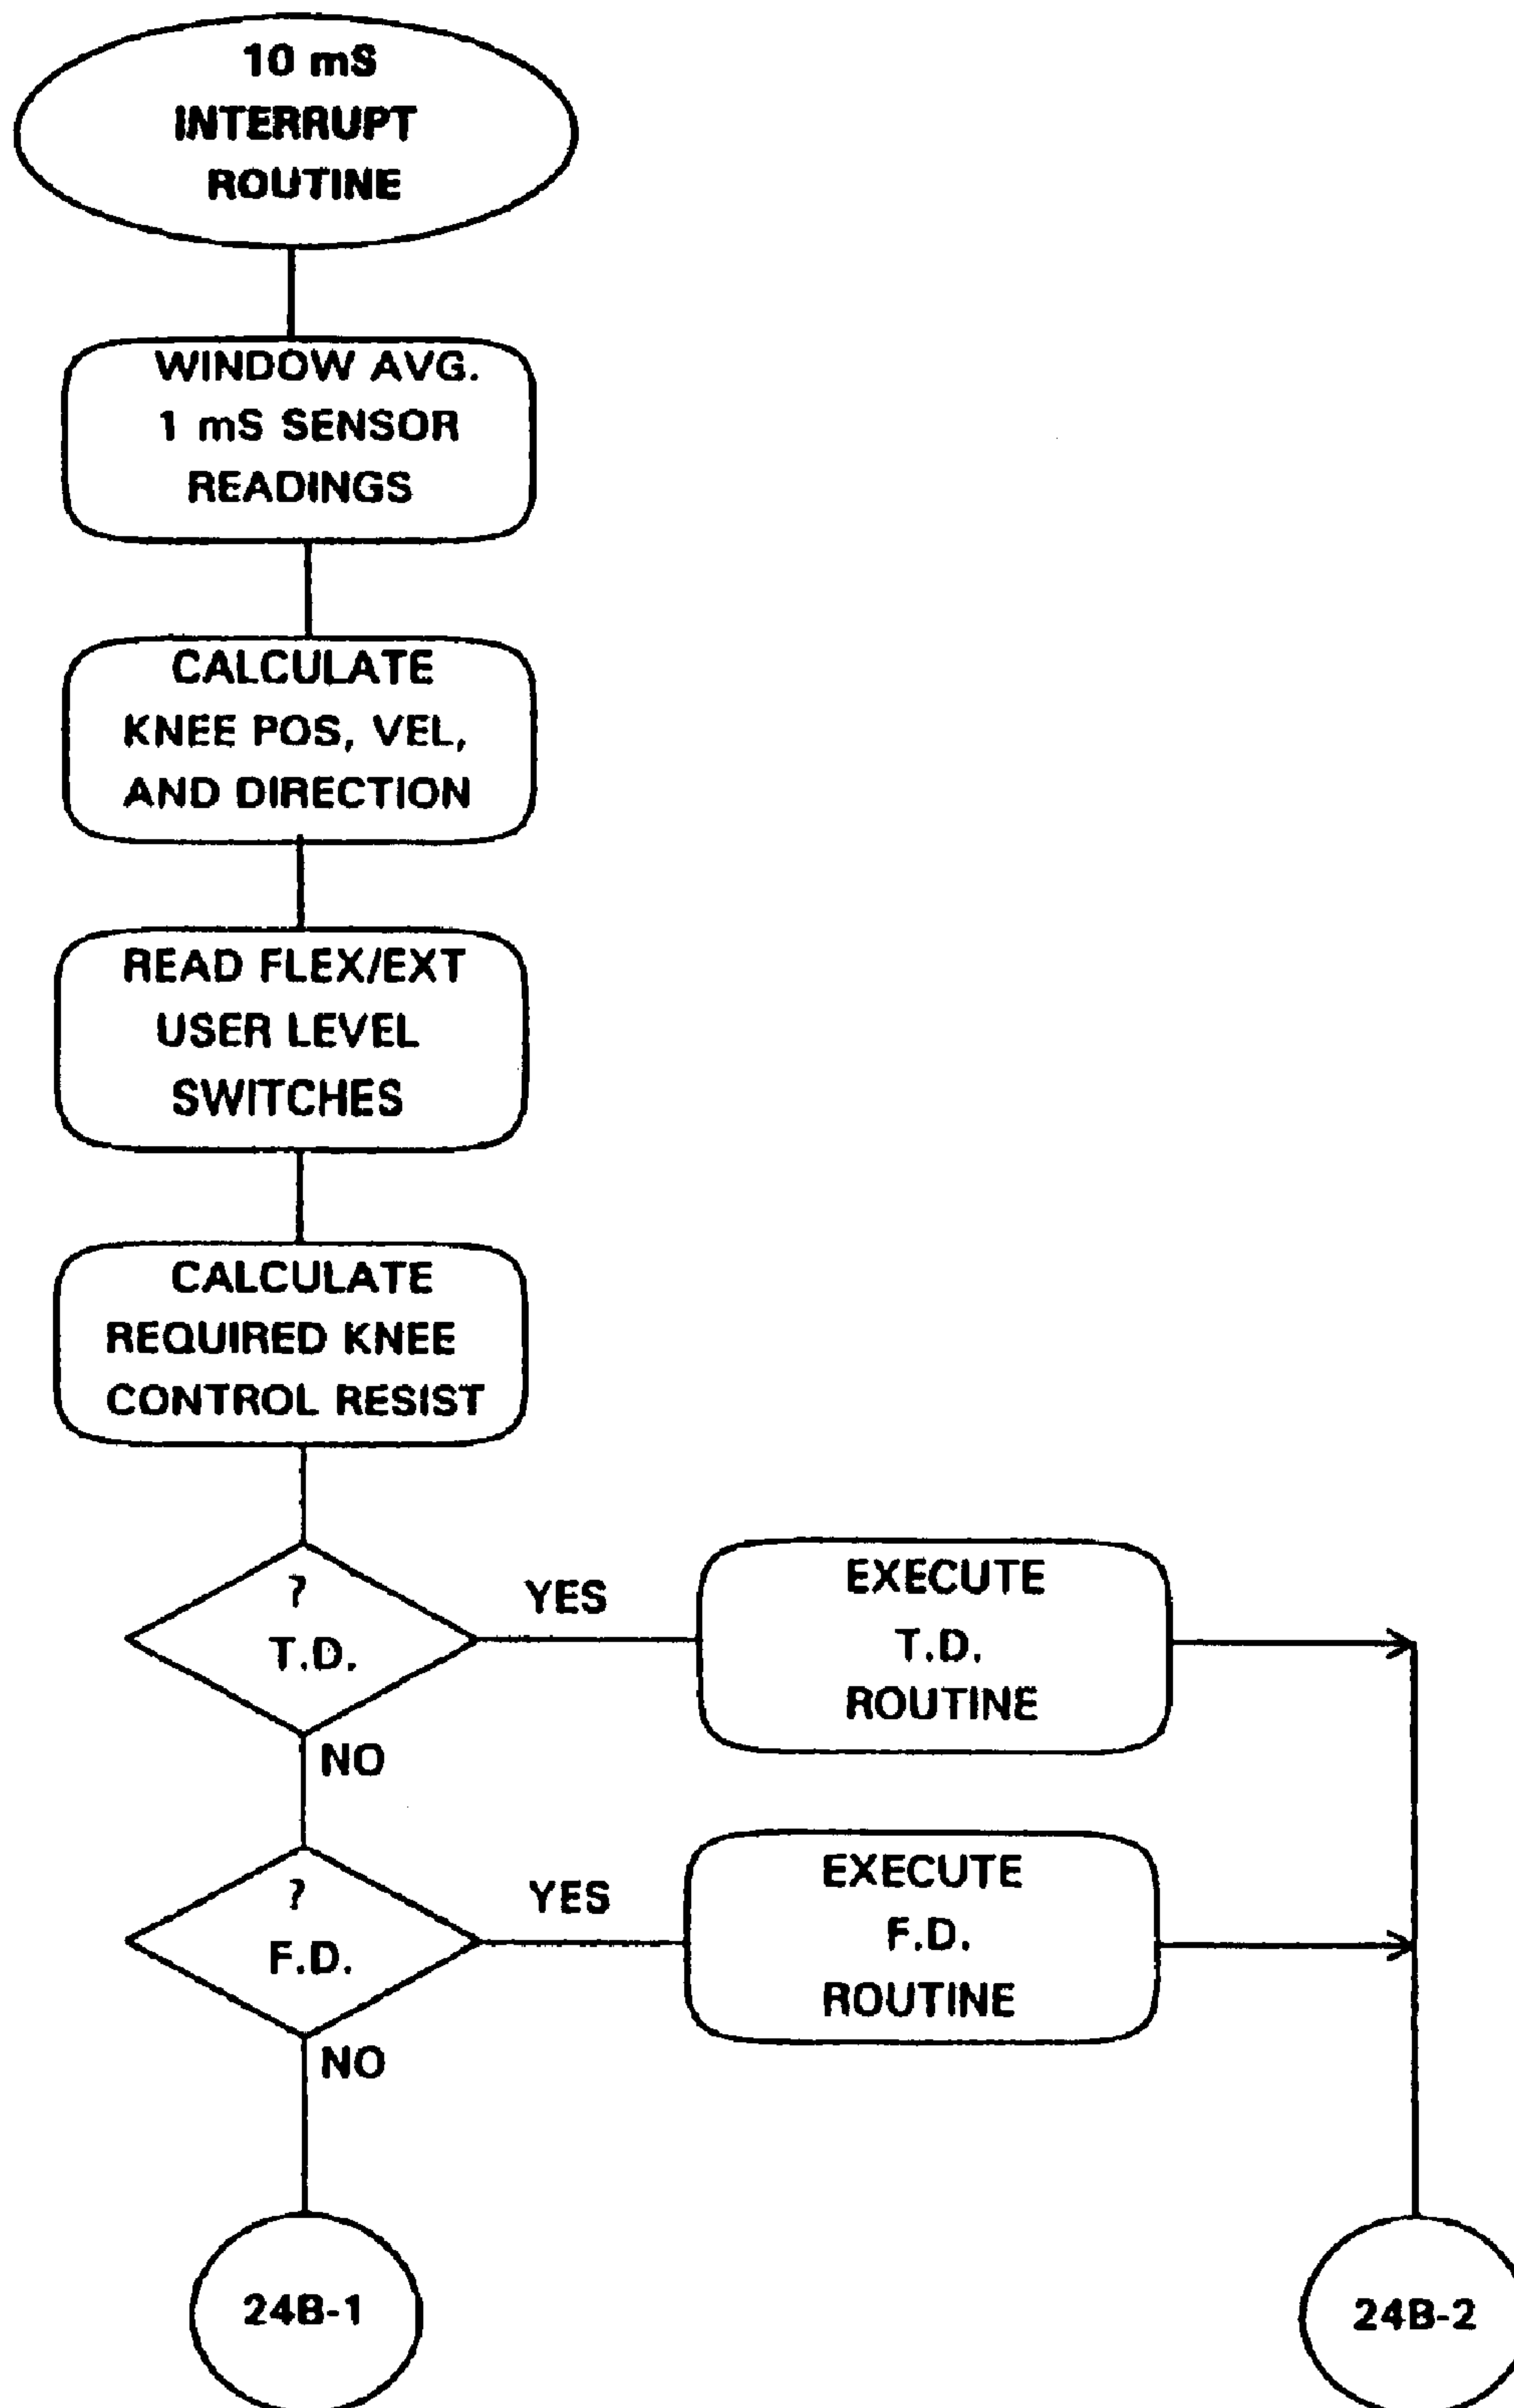 10 mS
INTERRUPT
ROUTINE
WINDOW AVG.
1 mS SENSOR
READINGS
CALCULATE
KNEE POS, VEL,
AND DIRECTION
READ FLEX/EXT
USER LEVEL
SWITCHES
CALCULATE
REQUIRED KNEE
CONTROL RESIST
?
T.D.
YES
EXECUTE
T.D.
ROUTINE
NO
?
F.D.
YES
EXECUTE
F.D.
ROUTINE
NO
24B-1
24B-2